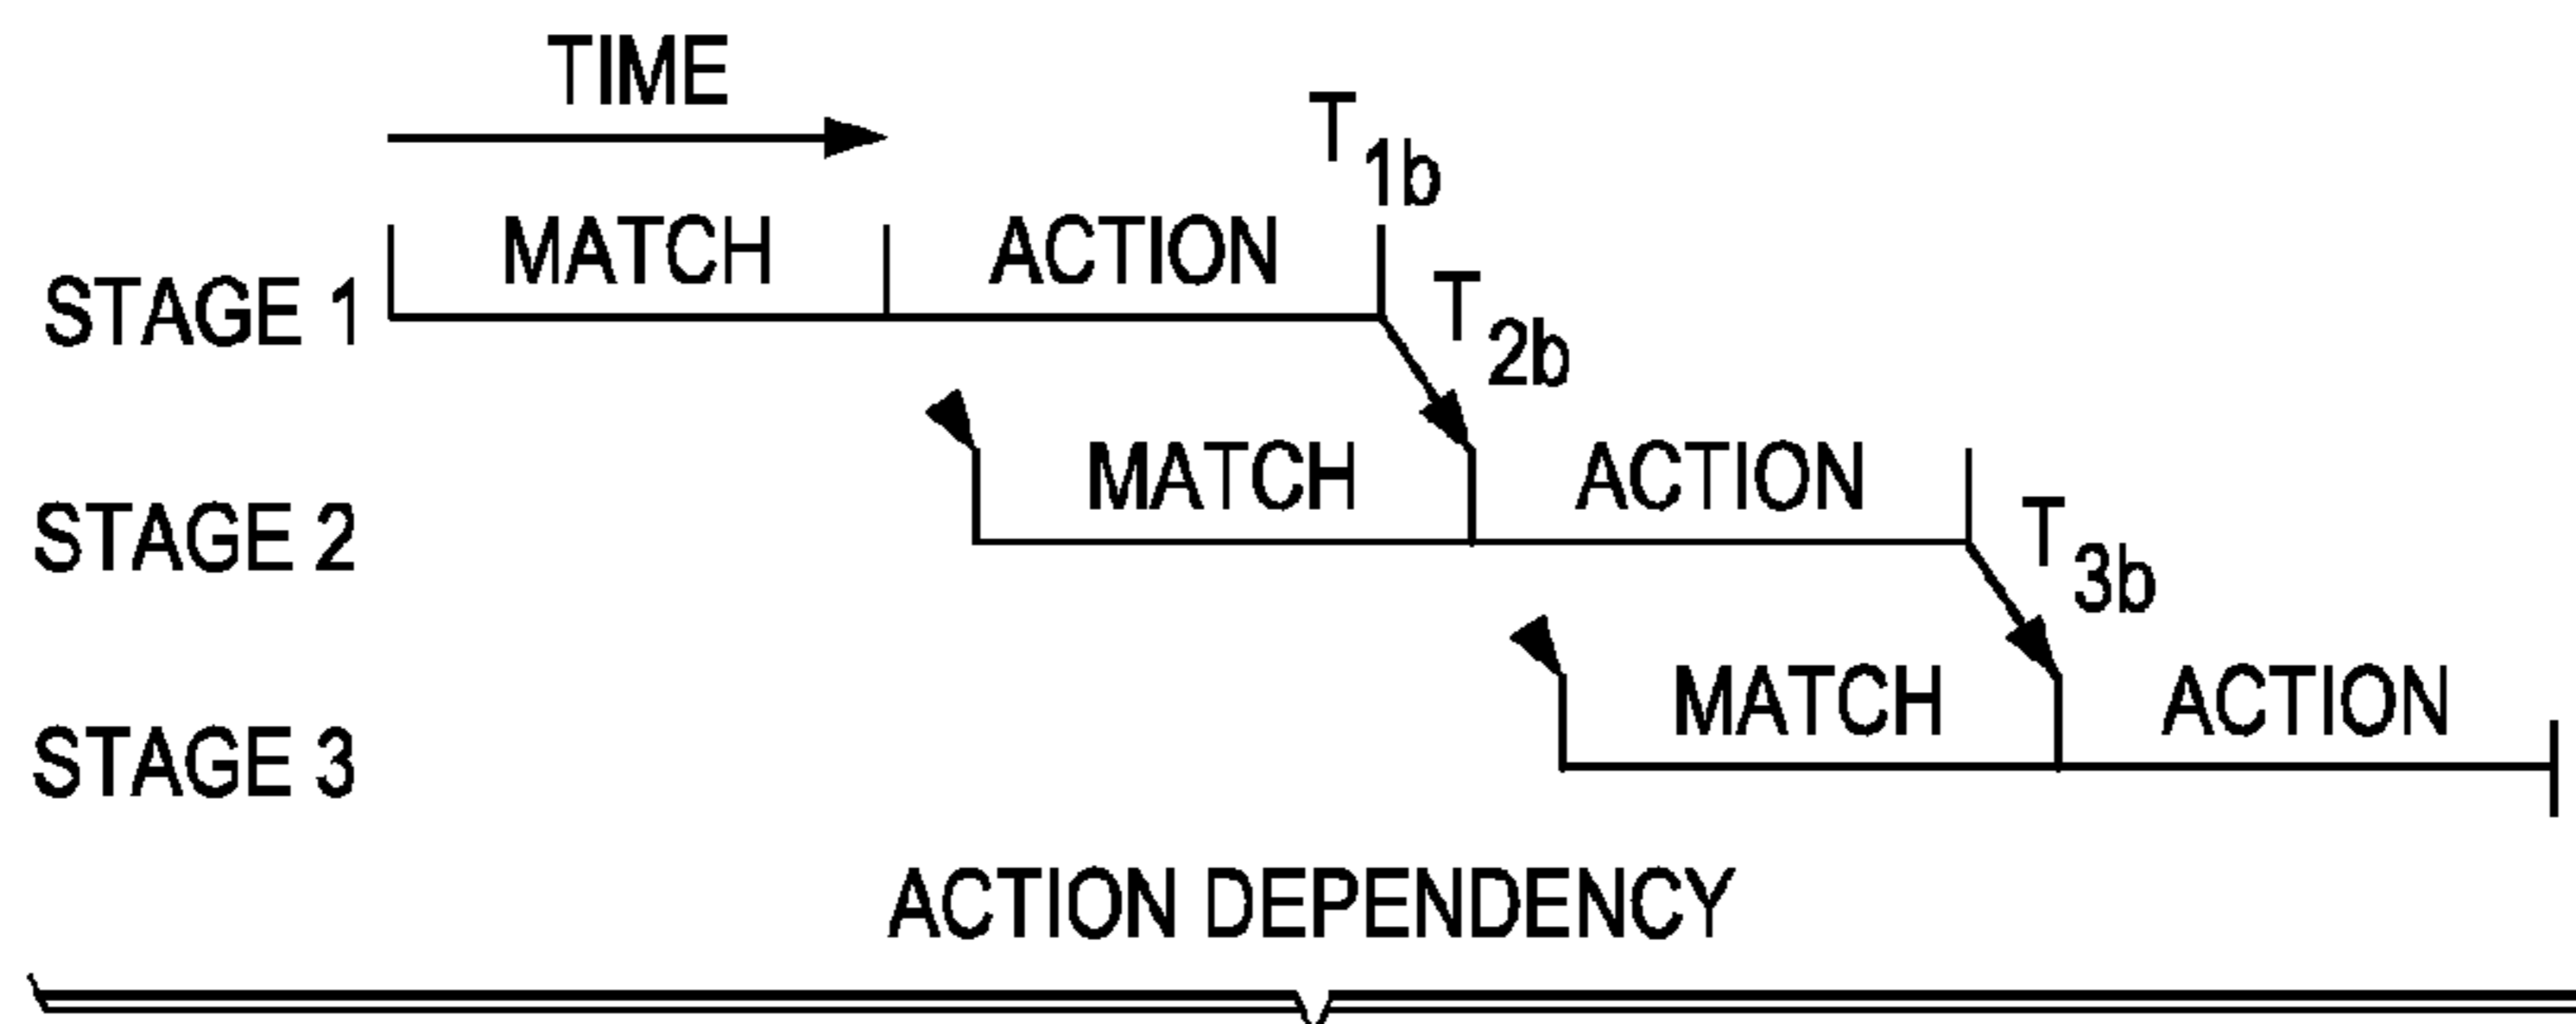 TIME
T1b
STAGE 1 MATCH ACTION
T2b
STAGE 2 MATCH ACTION
T3b
STAGE 3 MATCH ACTION
ACTION DEPENDENCY